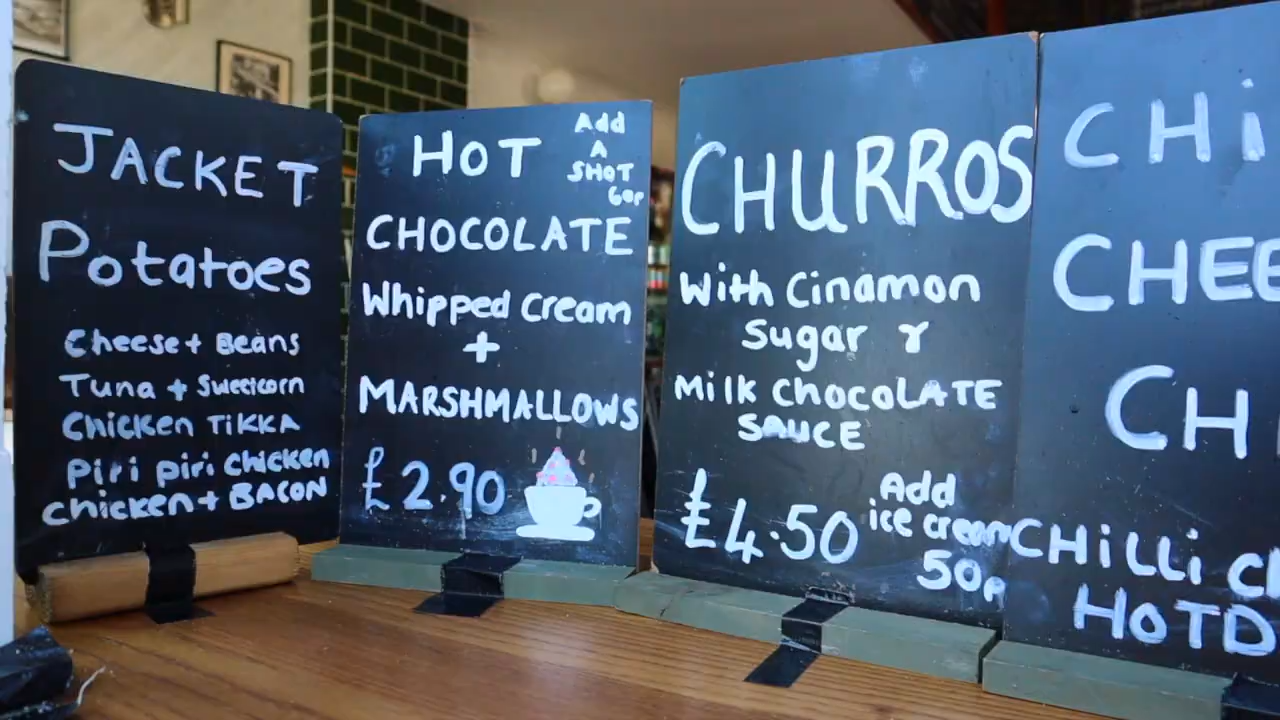 JACKET
Potatoes
Cheese + Beans
Tuna + Sweetcorn
Chicken TiKKA
Piri piri chicken
chicken + BACON
HOT
Add
A
SHOT
60p
CHOCOLATE
Whipped cream
+
MARSHMALLOWS
£2.90
CHURROS
With Cinamon
Sugar &
Milk ChocoLATE
SAUCE
£4.50
Add
ice cream
50p
CHi
CHEE
CH
CHiLLi C
HOTD